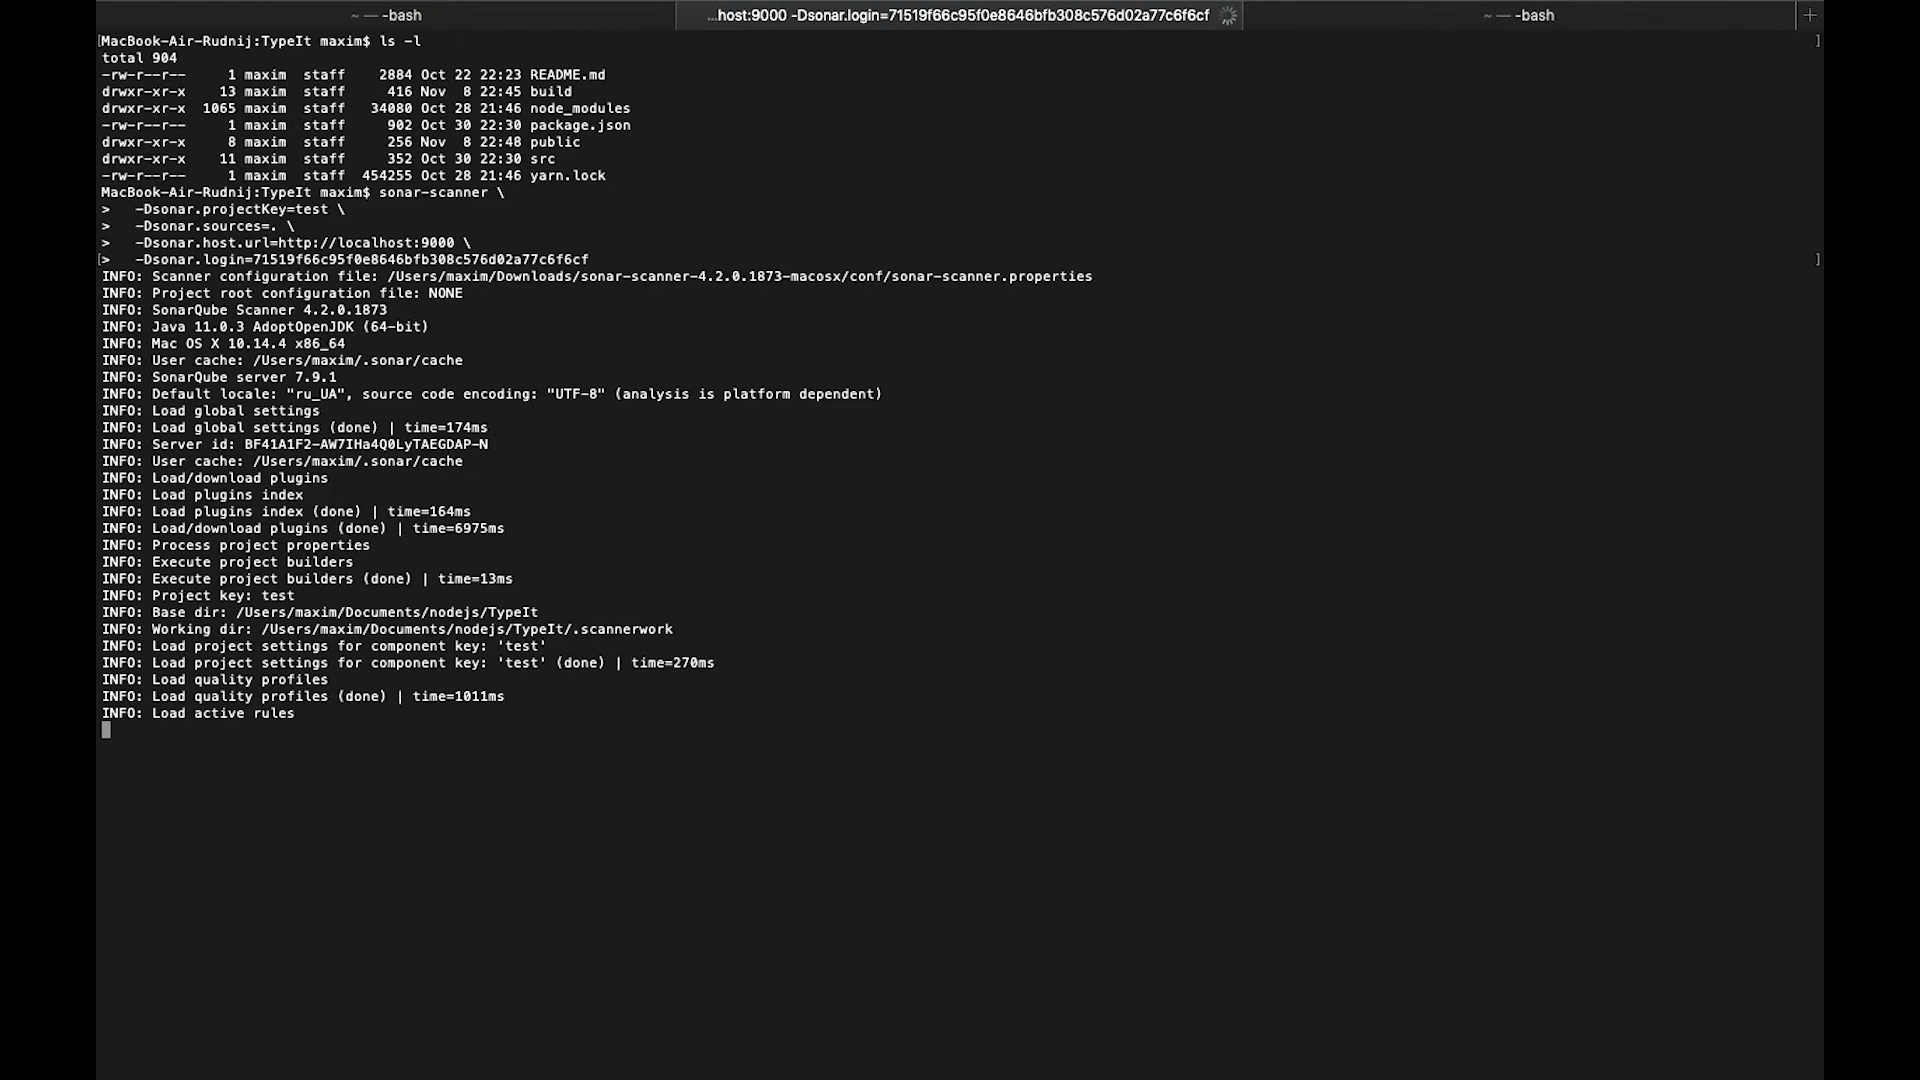 ~ — -bash
...host:9000 -Dsonar.login=71519f66c95f0e8646bfb308c576d02a77c6f6cf
~ — -bash
[MacBook-Air-Rudnij:TypeIt maxim$ ls -l ]
total 904
-rw-r--r--     1 maxim  staff    2884 Oct 22 22:23 README.md
drwxr-xr-x    13 maxim  staff     416 Nov  8 22:45 build
drwxr-xr-x  1065 maxim  staff   34080 Oct 28 21:46 node_modules
-rw-r--r--     1 maxim  staff     902 Oct 30 22:30 package.json
drwxr-xr-x     8 maxim  staff     256 Nov  8 22:48 public
drwxr-xr-x    11 maxim  staff     352 Oct 30 22:30 src
-rw-r--r--     1 maxim  staff  454255 Oct 28 21:46 yarn.lock
MacBook-Air-Rudnij:TypeIt maxim$ sonar-scanner \
>   -Dsonar.projectKey=test \
>   -Dsonar.sources=. \
>   -Dsonar.host.url=http://localhost:9000 \
[>   -Dsonar.login=71519f66c95f0e8646bfb308c576d02a77c6f6cf ]
INFO: Scanner configuration file: /Users/maxim/Downloads/sonar-scanner-4.2.0.1873-macosx/conf/sonar-scanner.properties
INFO: Project root configuration file: NONE
INFO: SonarQube Scanner 4.2.0.1873
INFO: Java 11.0.3 AdoptOpenJDK (64-bit)
INFO: Mac OS X 10.14.4 x86_64
INFO: User cache: /Users/maxim/.sonar/cache
INFO: SonarQube server 7.9.1
INFO: Default locale: "ru_UA", source code encoding: "UTF-8" (analysis is platform dependent)
INFO: Load global settings
INFO: Load global settings (done) | time=174ms
INFO: Server id: BF41A1F2-AW7IHa4Q0LyTAEGDAP-N
INFO: User cache: /Users/maxim/.sonar/cache
INFO: Load/download plugins
INFO: Load plugins index
INFO: Load plugins index (done) | time=164ms
INFO: Load/download plugins (done) | time=6975ms
INFO: Process project properties
INFO: Execute project builders
INFO: Execute project builders (done) | time=13ms
INFO: Project key: test
INFO: Base dir: /Users/maxim/Documents/nodejs/TypeIt
INFO: Working dir: /Users/maxim/Documents/nodejs/TypeIt/.scannerwork
INFO: Load project settings for component key: 'test'
INFO: Load project settings for component key: 'test' (done) | time=270ms
INFO: Load quality profiles
INFO: Load quality profiles (done) | time=1011ms
INFO: Load active rules